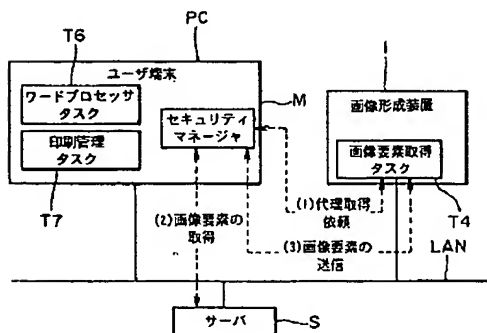 PC
T6
ユーザ端末
ワードプロセッサ
タスク
セキュリティ
マネージャ
M
印刷管理
タスク
T7
1
画像形成装置
画像要素取得
タスク
T4
(1)代理取得
依頼
(2)画像要素の
取得
(3)画像要素の
送信
LAN
サーバ
S